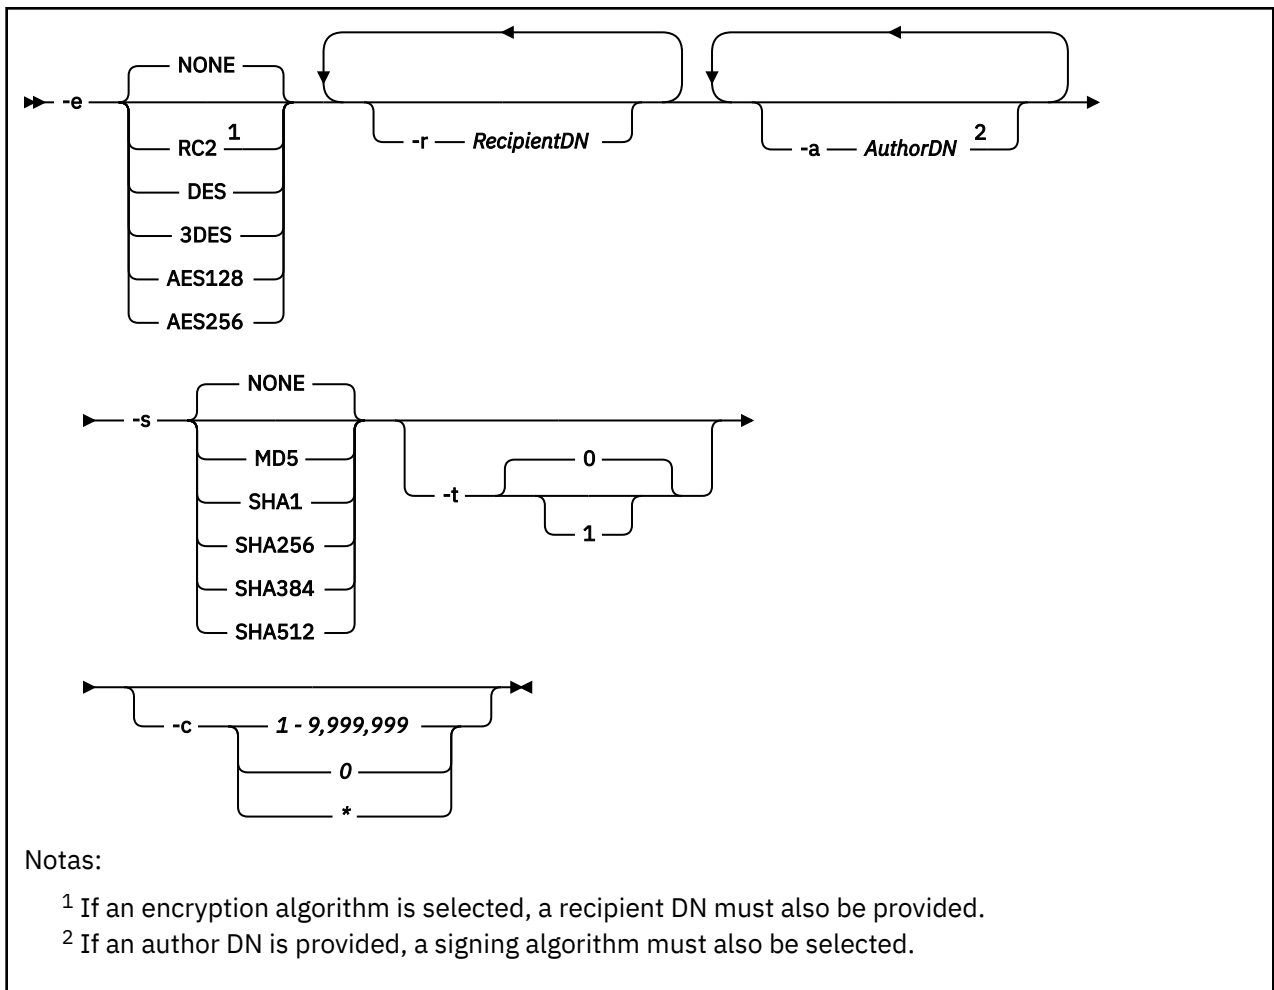 NONE
-e
RC2 1
-r RecipientDN
-a AuthorDN 2
DES
3DES
AES128
AES256
NONE
-s
MD5
0
SHA1
-t
1
SHA256
SHA384
SHA512
-c 1 - 9,999,999
0
*
Notas:
1 If an encryption algorithm is selected, a recipient DN must also be provided.
2 If an author DN is provided, a signing algorithm must also be selected.